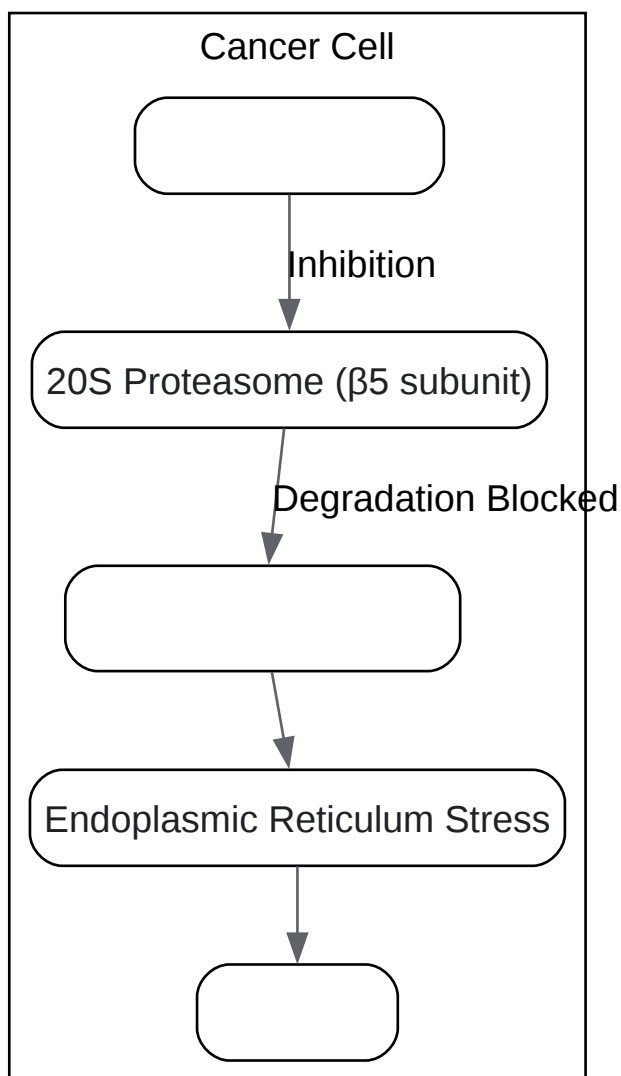 Cancer Cell
Inhibition
20S Proteasome (β5 subunit)
Degradation Blocked
Endoplasmic Reticulum Stress